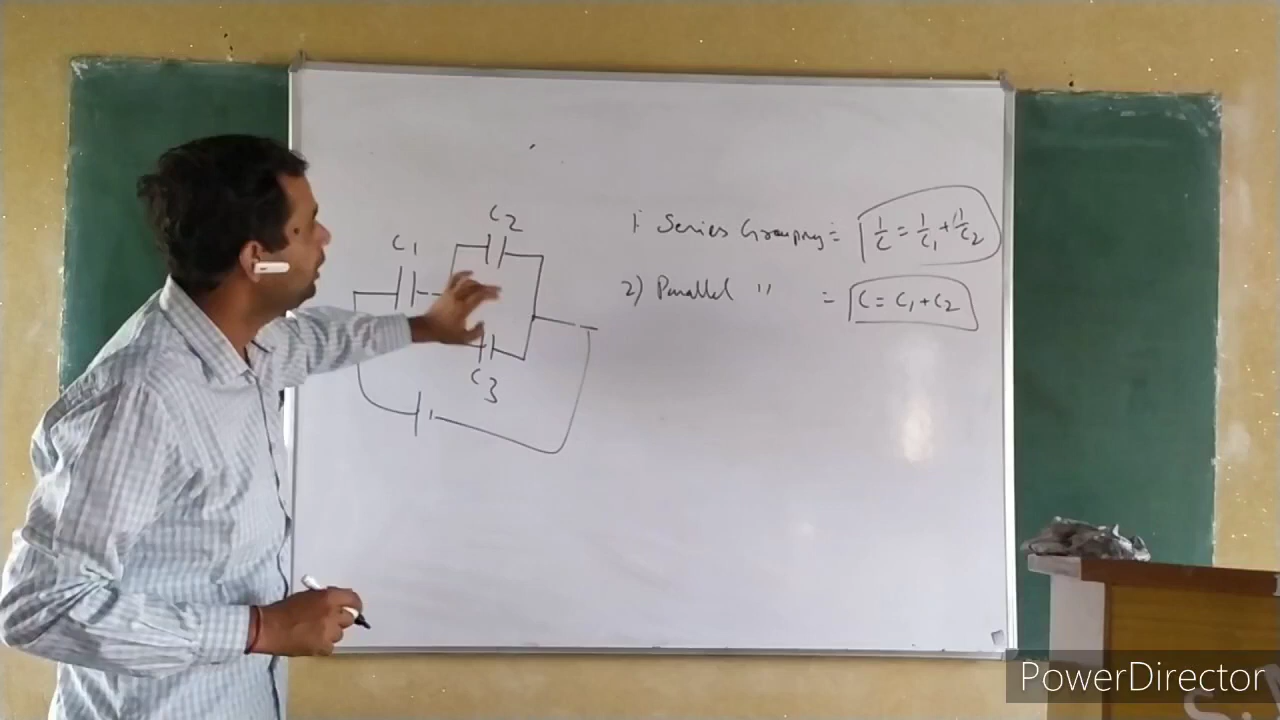 C1
C2
C3
1. Series Grouping = 1/C = 1/C1 + 1/C2
2) Parallel " = C = C1 + C2
PowerDirector